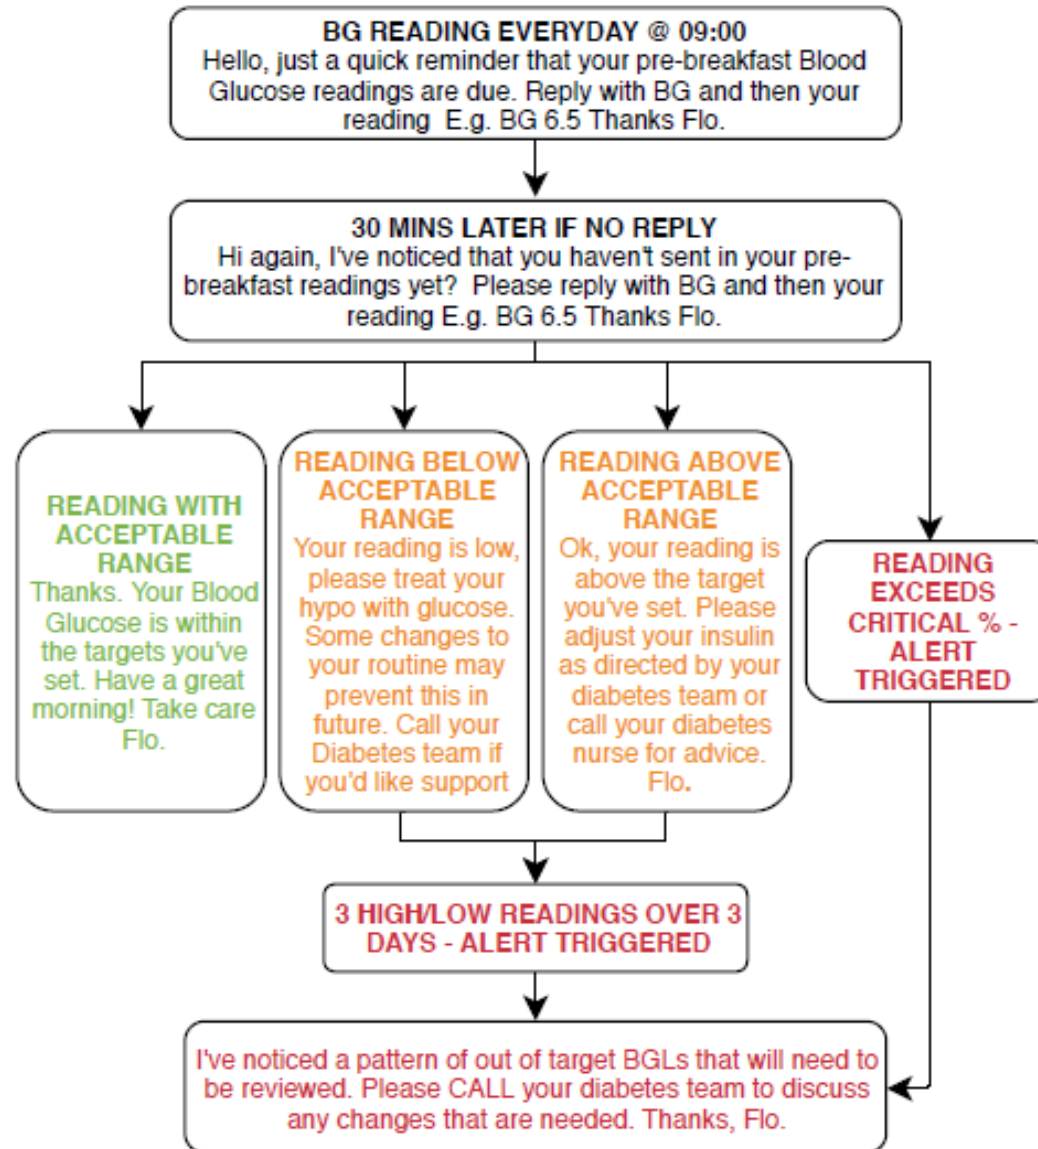 BG READING EVERYDAY @ 09:00
Hello, just a quick reminder that your pre-breakfast Blood
Glucose readings are due. Reply with BG and then your
reading E.g. BG 6.5 Thanks Flo.
30 MINS LATER IF NO REPLY
Hi again, I've noticed that you haven't sent in your pre-
breakfast readings yet? Please reply with BG and then your
reading E.g. BG 6.5 Thanks Flo.
READING WITH
ACCEPTABLE
RANGE
Thanks. Your Blood
Glucose is within
the targets you've
set. Have a great
morning! Take care
Flo.
READING BELOW
ACCEPTABLE
RANGE
Your reading is low,
please treat your
hypo with glucose.
Some changes to
your routine may
prevent this in
future. Call your
Diabetes team if
you'd like support
READING ABOVE
ACCEPTABLE
RANGE
Ok, your reading is
above the target
you've set. Please
adjust your insulin
as directed by your
diabetes team or
call your diabetes
nurse for advice.
Flo.
READING
EXCEEDS
CRITICAL % -
ALERT
TRIGGERED
3 HIGH/LOW READINGS OVER 3
DAYS - ALERT TRIGGERED
I've noticed a pattern of out of target BGLs that will need to
be reviewed. Please CALL your diabetes team to discuss
any changes that are needed. Thanks, Flo.